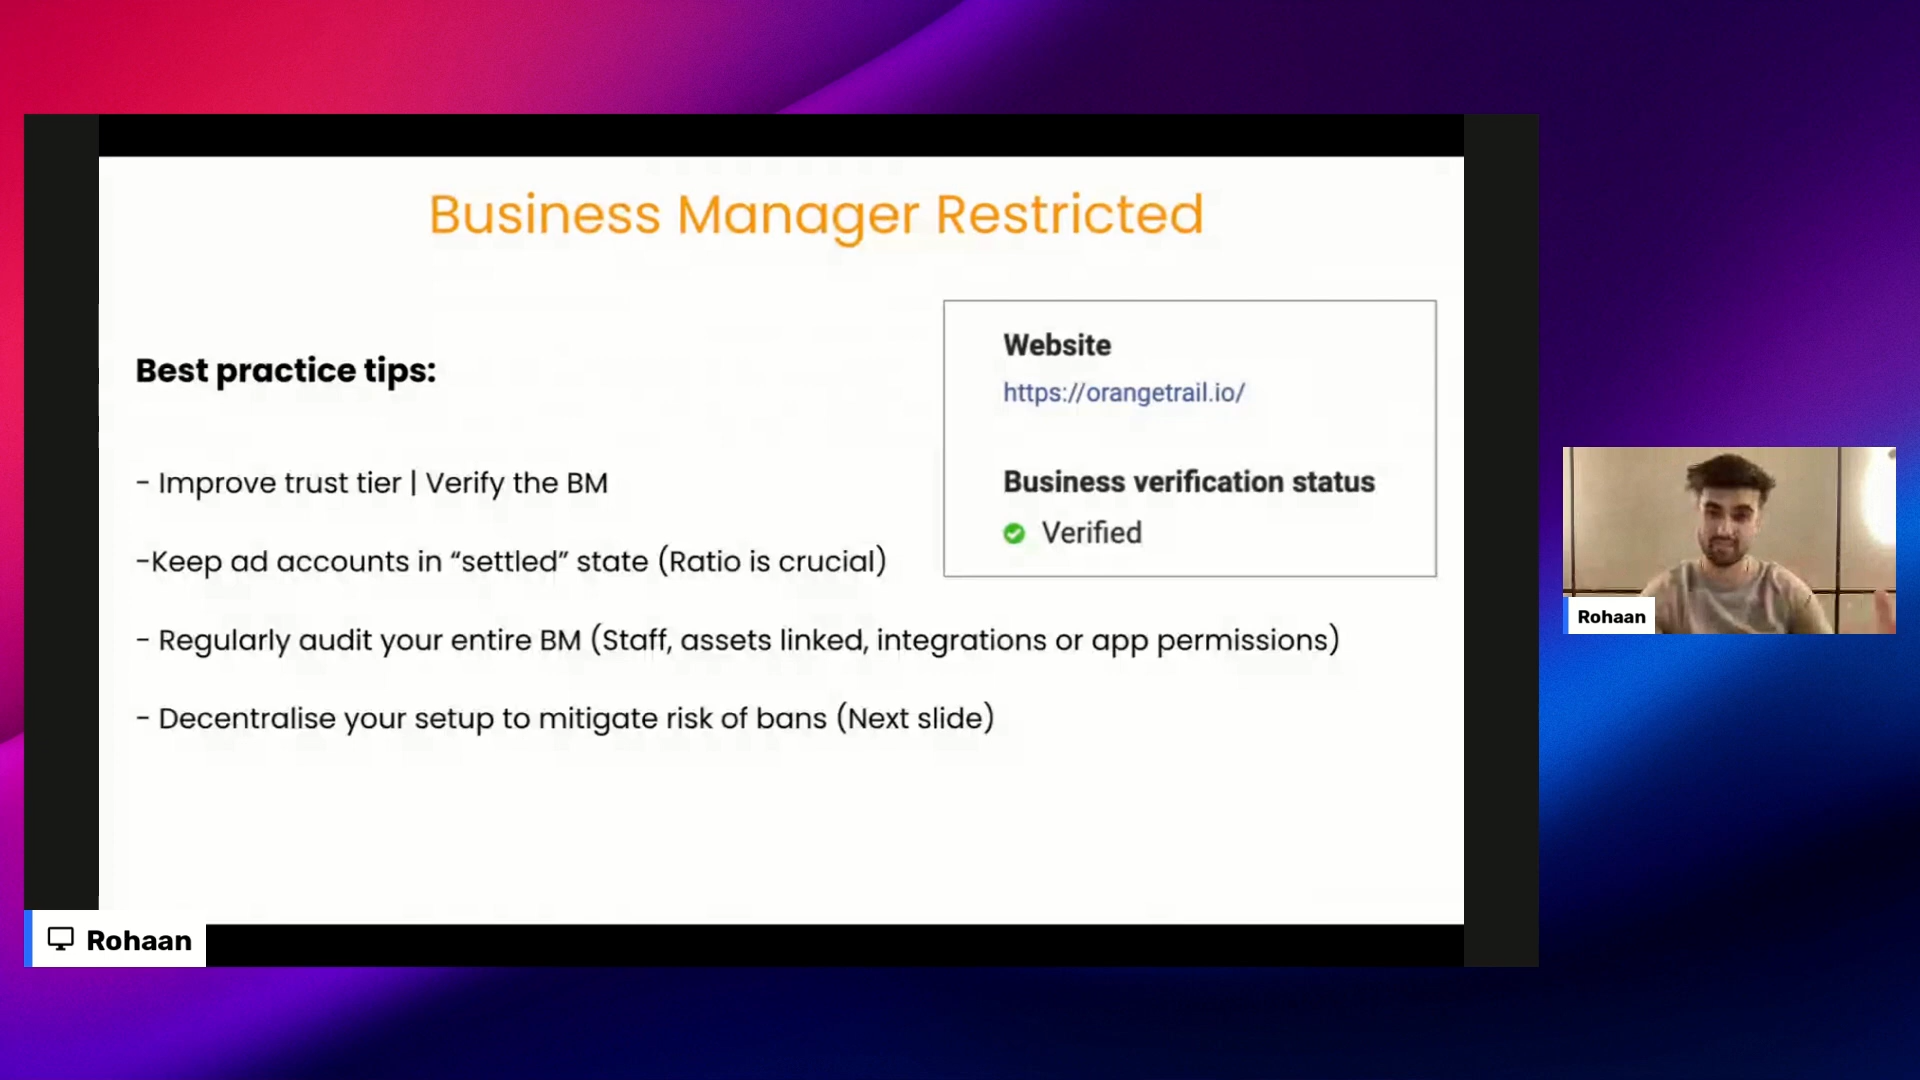 Business Manager Restricted
Best practice tips:
- Improve trust tier | Verify the BM
-Keep ad accounts in “settled” state (Ratio is crucial)
- Regularly audit your entire BM (Staff, assets linked, integrations or app permissions)
- Decentralise your setup to mitigate risk of bans (Next slide)
Website
https://orangetrail.io/
Business verification status
Verified
Rohaan
Rohaan